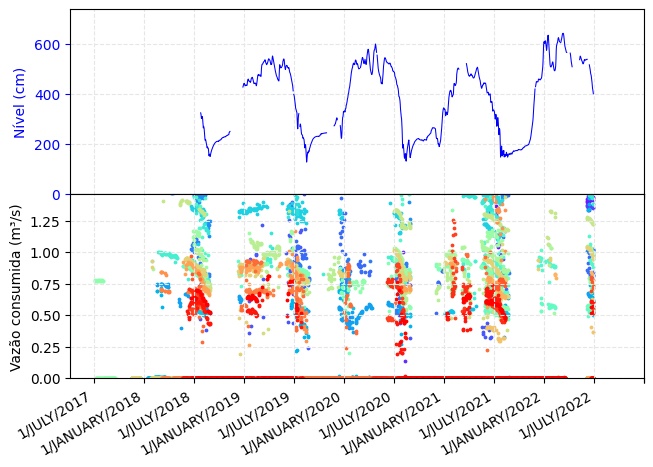 600
400
200
0
Nível (cm)
1.25
1.00
0.75
0.50
0.25
0.00
Vazão consumida (m³/s)
1/JULY/2017
1/JANUARY/2018
1/JULY/2018
1/JANUARY/2019
1/JULY/2019
1/JANUARY/2020
1/JULY/2020
1/JANUARY/2021
1/JULY/2021
1/JANUARY/2022
1/JULY/2022